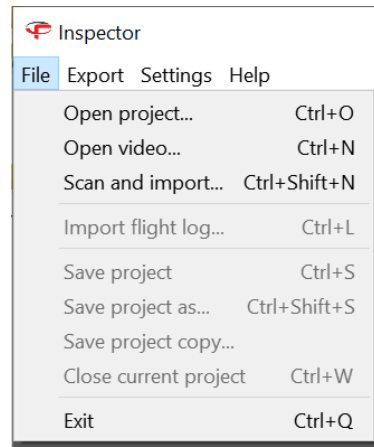 Inspector
File Export Settings Help
Open project... Ctrl+O
Open video... Ctrl+N
Scan and import... Ctrl+Shift+N
Import flight log... Ctrl+L
Save project Ctrl+S
Save project as... Ctrl+Shift+S
Save project copy...
Close current project Ctrl+W
Exit Ctrl+Q